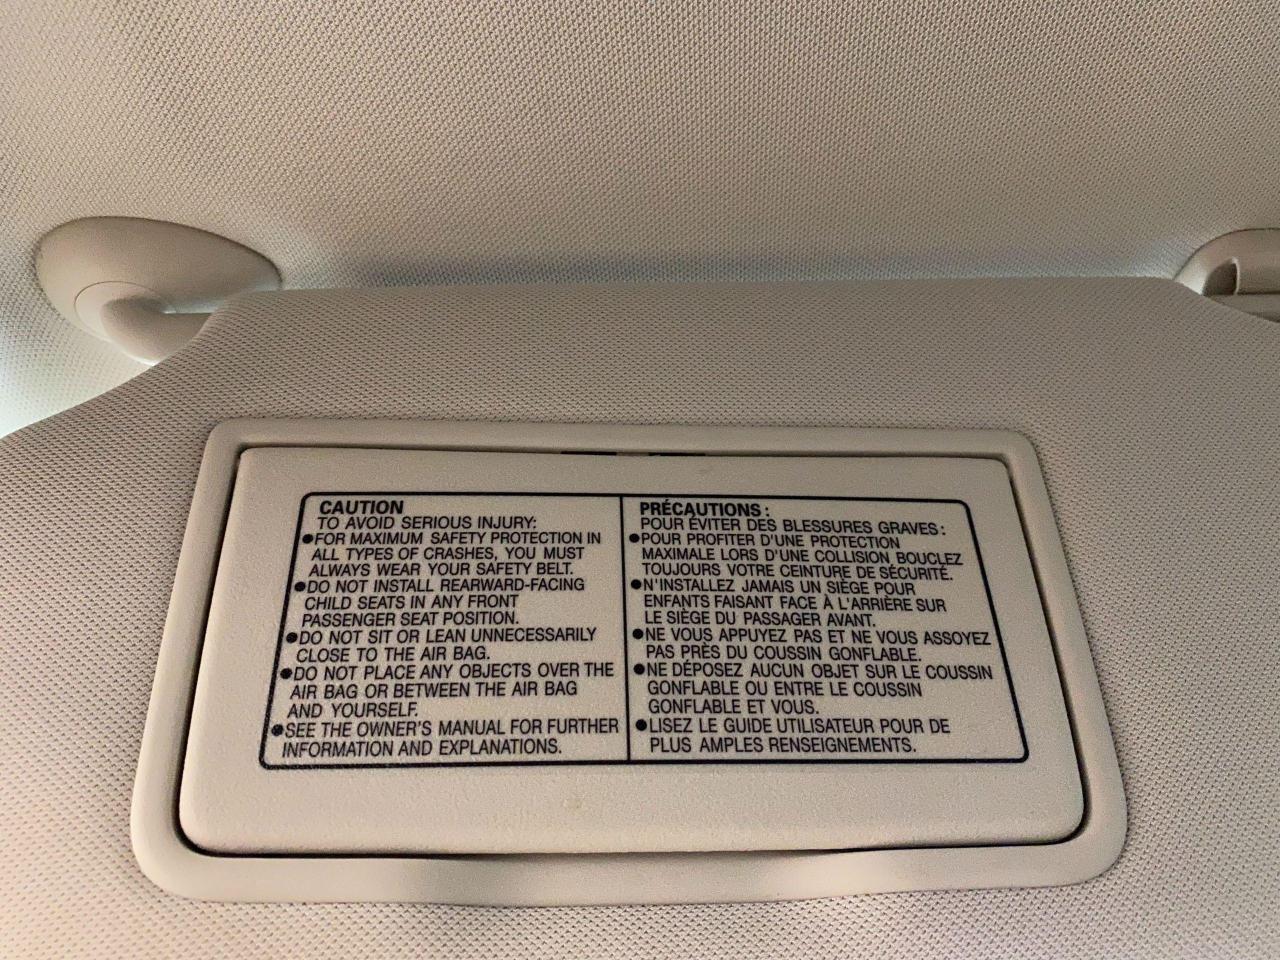 CAUTION
TO AVOID SERIOUS INJURY:
●FOR MAXIMUM SAFETY PROTECTION IN
ALL TYPES OF CRASHES, YOU MUST
ALWAYS WEAR YOUR SAFETY BELT.
●DO NOT INSTALL REARWARD-FACING
CHILD SEATS IN ANY FRONT
PASSENGER SEAT POSITION.
●DO NOT SIT OR LEAN UNNECESSARILY
CLOSE TO THE AIR BAG.
●DO NOT PLACE ANY OBJECTS OVER THE
AIR BAG OR BETWEEN THE AIR BAG
AND YOURSELF.
●SEE THE OWNER'S MANUAL FOR FURTHER
INFORMATION AND EXPLANATIONS.
PRÉCAUTIONS :
POUR ÉVITER DES BLESSURES GRAVES :
●POUR PROFITER D'UNE PROTECTION
MAXIMALE LORS D'UNE COLLISION BOUCLEZ
TOUJOURS VOTRE CEINTURE DE SÉCURITÉ.
●N'INSTALLEZ JAMAIS UN SIÈGE POUR
ENFANTS FAISANT FACE À L'ARRIÈRE SUR
LE SIÈGE DU PASSAGER AVANT.
●NE VOUS APPUYEZ PAS ET NE VOUS ASSOYEZ
PAS PRÈS DU COUSSIN GONFLABLE.
●NE DÉPOSEZ AUCUN OBJET SUR LE COUSSIN
GONFLABLE OU ENTRE LE COUSSIN
GONFLABLE ET VOUS.
●LISEZ LE GUIDE UTILISATEUR POUR DE
PLUS AMPLES RENSEIGNEMENTS.